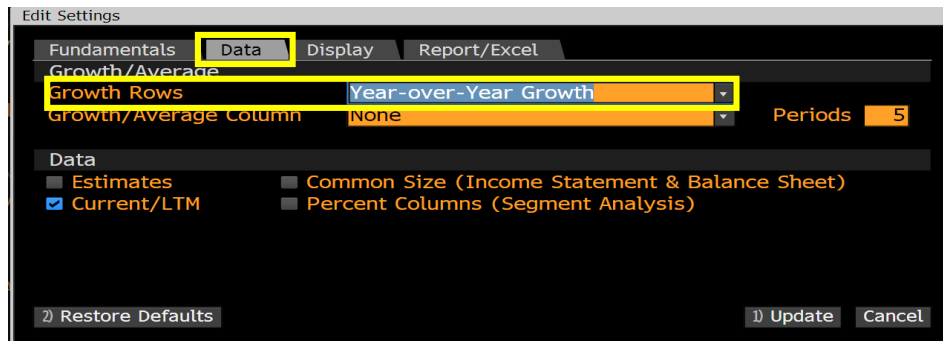 Edit Settings
Fundamentals Data Display Report/Excel
Growth/Average
Growth Rows Year-over-Year Growth
Growth/Average Column None Periods 5
Data
Estimates Common Size (Income Statement & Balance Sheet)
Current/LTM Percent Columns (Segment Analysis)
2) Restore Defaults 1) Update Cancel